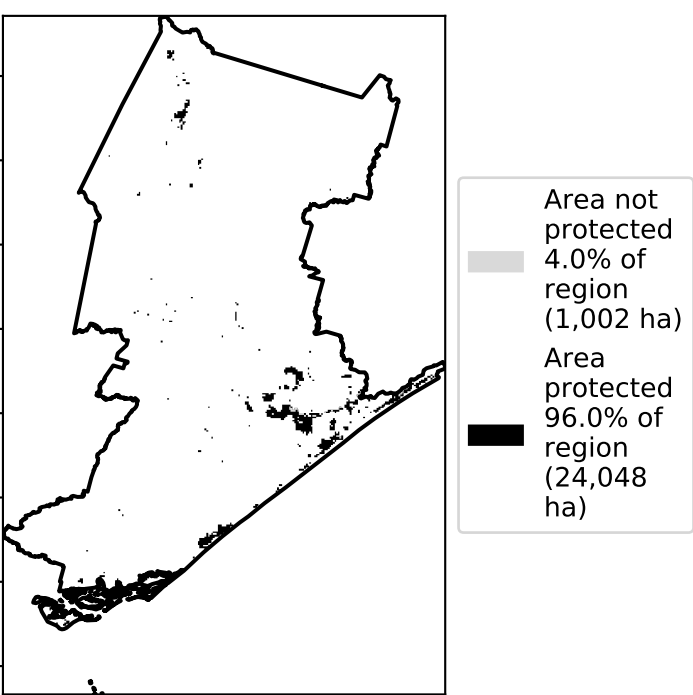 Area not
protected
4.0% of
region
(1,002 ha)
Area
protected
96.0% of
region
(24,048
ha)